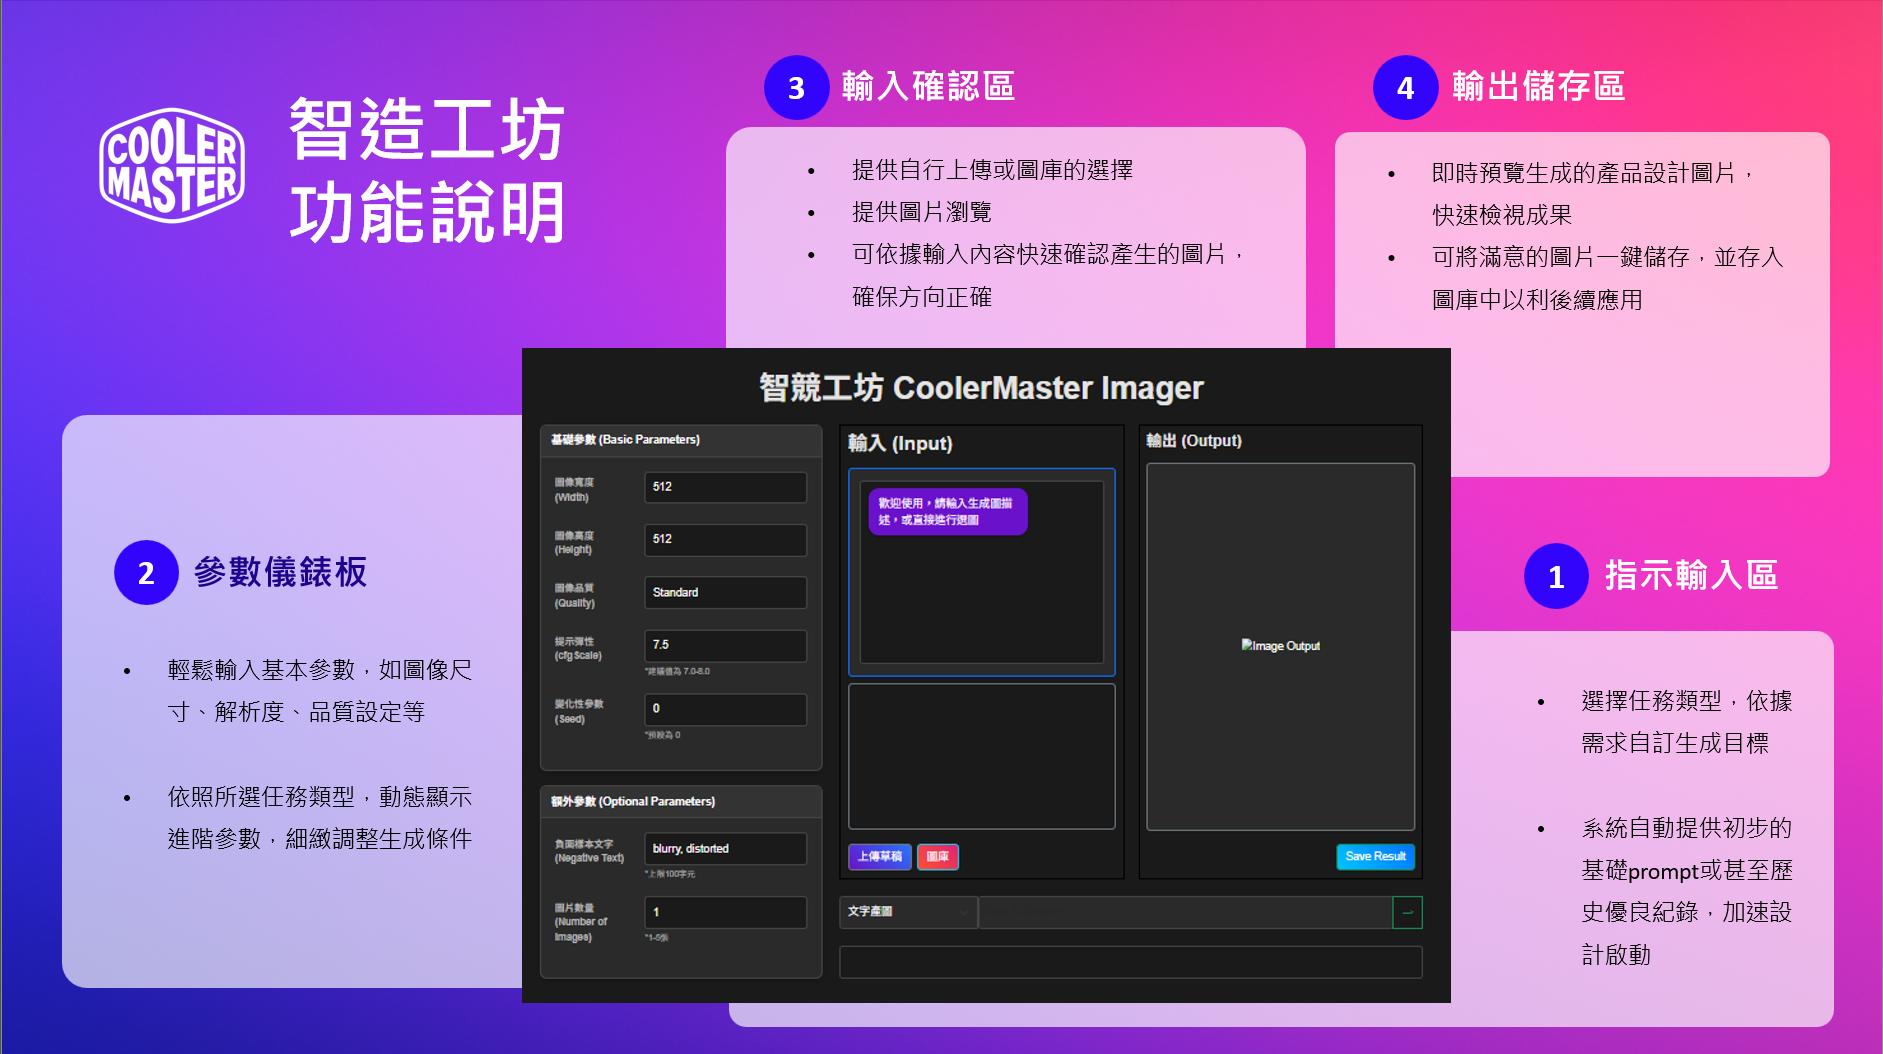 COOLER
MASTER
智造工坊
功能說明
3
輸入確認區
• 提供自行上傳或圖庫的選擇
• 提供圖片瀏覽
• 可依據輸入內容快速確認產生的圖片，
確保方向正確
4
輸出儲存區
• 即時預覽生成的產品設計圖片，
快速檢視成果
• 可將滿意的圖片一鍵儲存，並存入
圖庫中以利後續應用
2
參數儀錶板
• 輕鬆輸入基本參數，如圖像尺
寸、解析度、品質設定等
• 依照所選任務類型，動態顯示
進階參數，細緻調整生成條件
智競工坊 CoolerMaster Imager
基礎參數 (Basic Parameters)
圖像寬度
(Width)
512
圖像高度
(Height)
512
圖像品質
(Quality)
Standard
提示彈性
(cfg Scale)
7.5
*建議值為 7.0-8.0
變化性參數
(Seed)
0
*預設為 0
額外參數 (Optional Parameters)
負面樣本文字
(Negative Text)
blurry, distorted
*上限100字元
圖片數量
(Number of
Images)
1
*1-5張
輸入 (Input)
歡迎使用，請輸入生成圖描
述，或直接進行選圖
上傳草稿
圖庫
輸出 (Output)
Image Output
Save Result
文字產圖
1
指示輸入區
• 選擇任務類型，依據
需求自訂生成目標
• 系統自動提供初步的
基礎prompt或甚至歷
史優良紀錄，加速設
計啟動